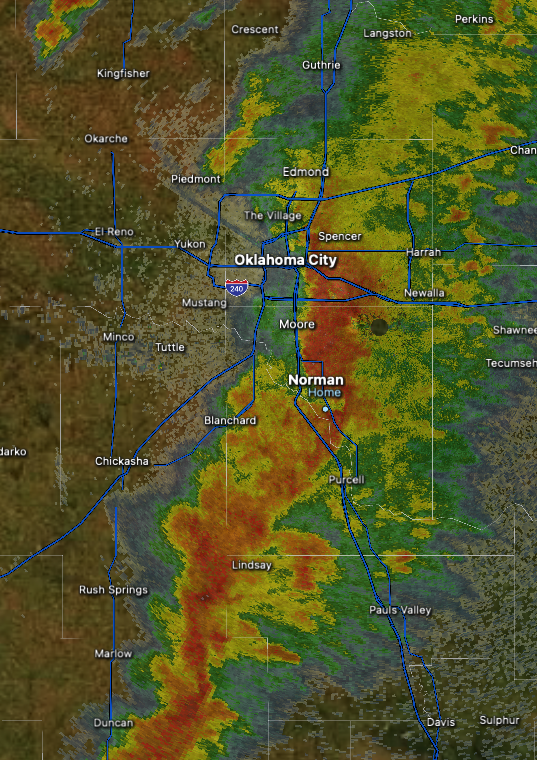 Perkins
Crescent
Langston
Guthrie
Kingfisher
Okarche
Chan
Edmond
Piedmont
The Village
El Reno
Spencer
Yukon
Harrah
Oklahoma City
240
Newalla
Mustang
Moore
Shawnee
Minco
Tuttle
Tecumseh
Norman
Home
Blanchard
darko
Chickasha
Purcell
Lindsay
Rush Springs
Pauls Valley
Marlow
Duncan
Davis
Sulphur